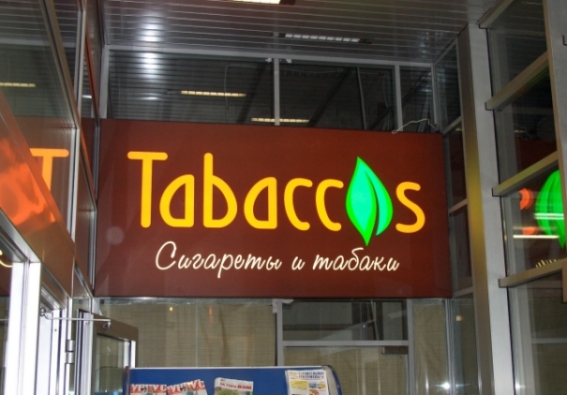 Tabaccos
Сигареты и табаки